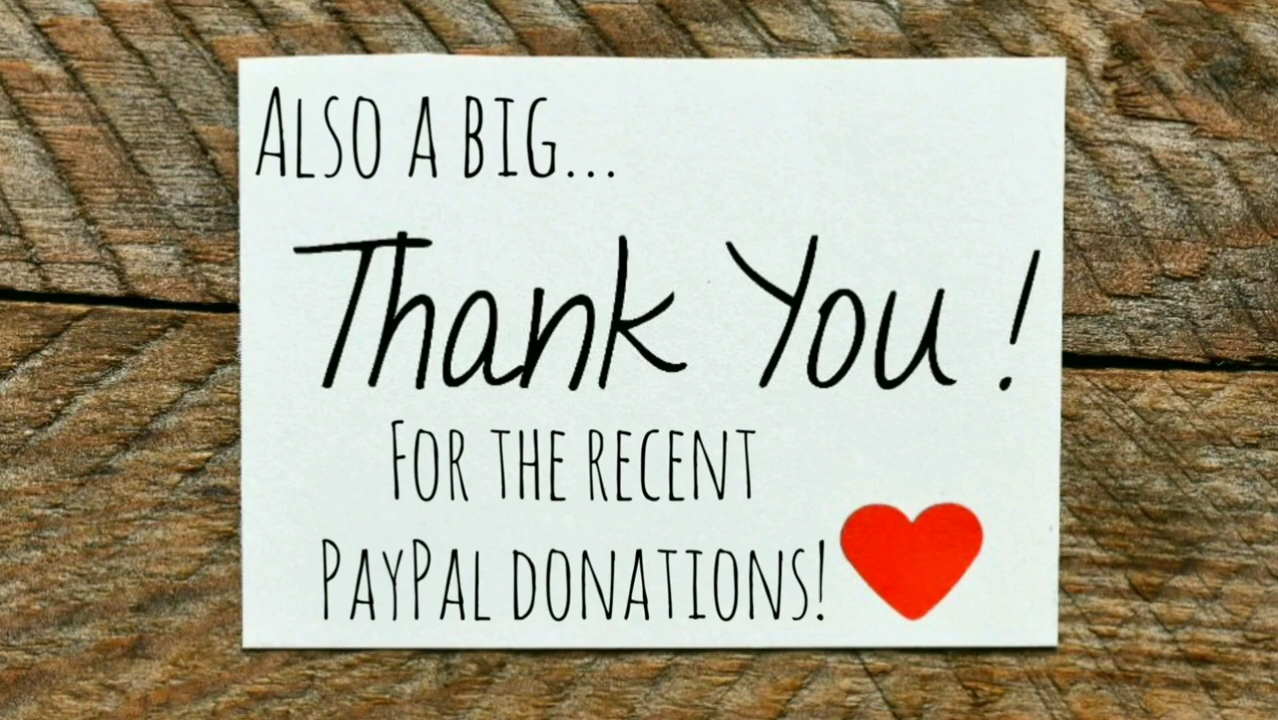 Also a big...
Thank You!
For the recent
PayPal donations!